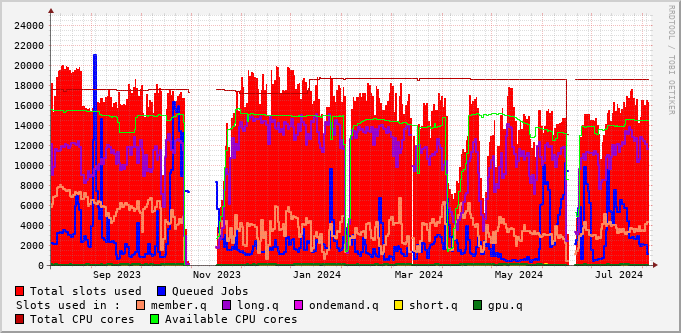 24000
22000
20000
18000
16000
14000
12000
10000
8000
6000
4000
2000
0
Sep 2023 Nov 2023 Jan 2024 Mar 2024 May 2024 Jul 2024
Total slots used Queued Jobs
Slots used in : member.q long.q ondemand.q short.q gpu.q
Total CPU cores Available CPU cores
RRDTOOL / TOBI OETIKER